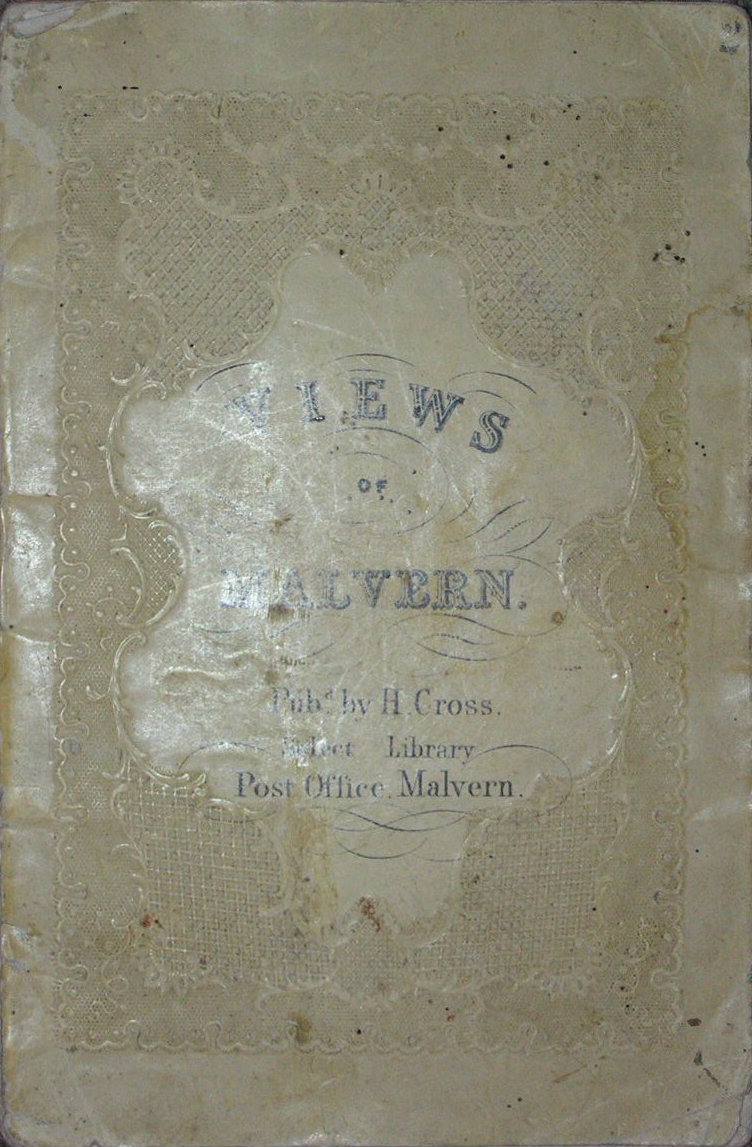 VIEWS
OF
MALVERN.
Pubd. by H. Cross.
Select Library
Post Office, Malvern.